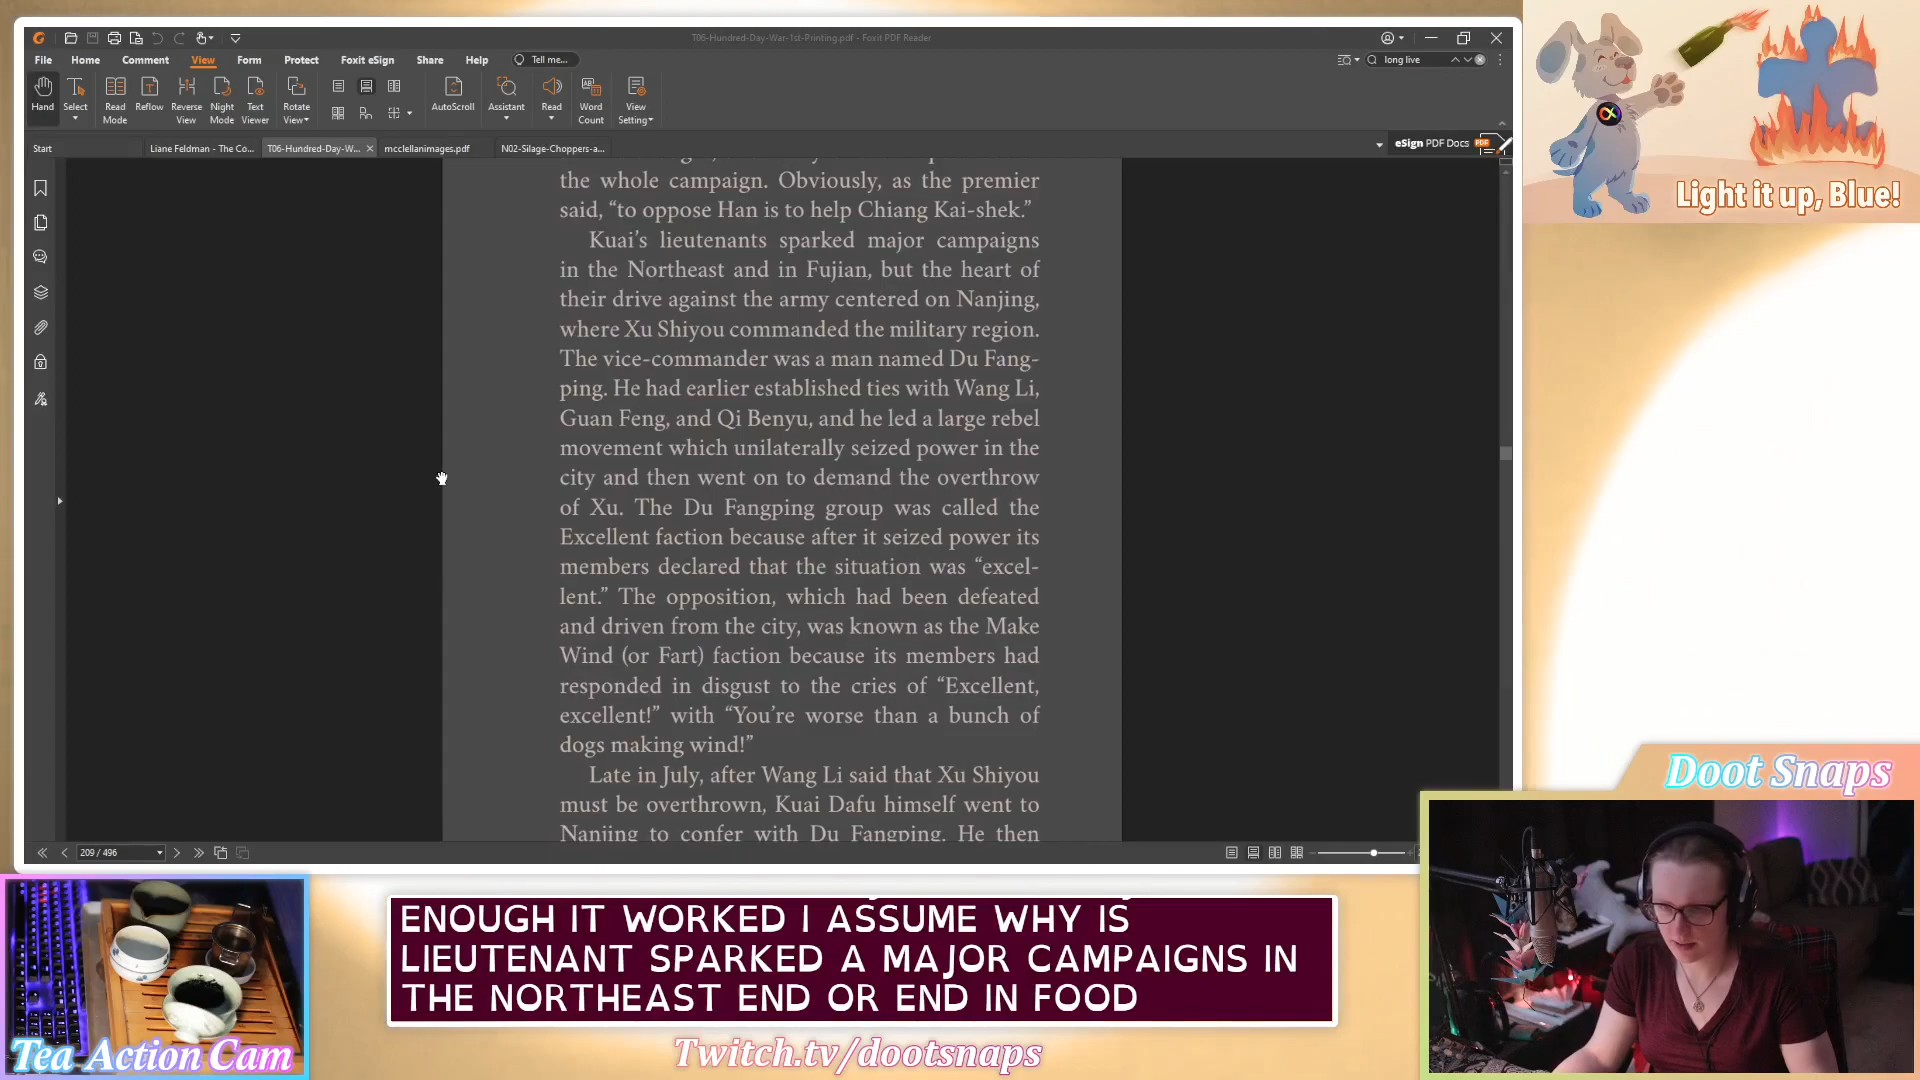 T06-Hundred-Day-War-1st-Printing.pdf - Foxit PDF Reader
File Home Comment View Form Protect Foxit eSign Share Help Tell me... long live
Hand Select Read Mode Reflow Reverse View Night Mode Text Viewer Rotate View AutoScroll Assistant Read Word Count View Setting
Start Liane Feldman - The Co... T06-Hundred-Day-W... mcclellanimages.pdf N02-Silage-Choppers-a... eSign PDF Docs
the whole campaign. Obviously, as the premier
said, “to oppose Han is to help Chiang Kai-shek.”
Kuai’s lieutenants sparked major campaigns
in the Northeast and in Fujian, but the heart of
their drive against the army centered on Nanjing,
where Xu Shiyou commanded the military region.
The vice-commander was a man named Du Fang-
ping. He had earlier established ties with Wang Li,
Guan Feng, and Qi Benyu, and he led a large rebel
movement which unilaterally seized power in the
city and then went on to demand the overthrow
of Xu. The Du Fangping group was called the
Excellent faction because after it seized power its
members declared that the situation was “excel-
lent.” The opposition, which had been defeated
and driven from the city, was known as the Make
Wind (or Fart) faction because its members had
responded in disgust to the cries of “Excellent,
excellent!” with “You’re worse than a bunch of
dogs making wind!”
Late in July, after Wang Li said that Xu Shiyou
must be overthrown, Kuai Dafu himself went to
Nanjing to confer with Du Fangping. He then
209 / 496
Light it up, Blue!
Doot Snaps
Tea Action Cam
ENOUGH IT WORKED I ASSUME WHY IS
LIEUTENANT SPARKED A MAJOR CAMPAIGNS IN
THE NORTHEAST END OR END IN FOOD
Twitch.tv/dootsnaps